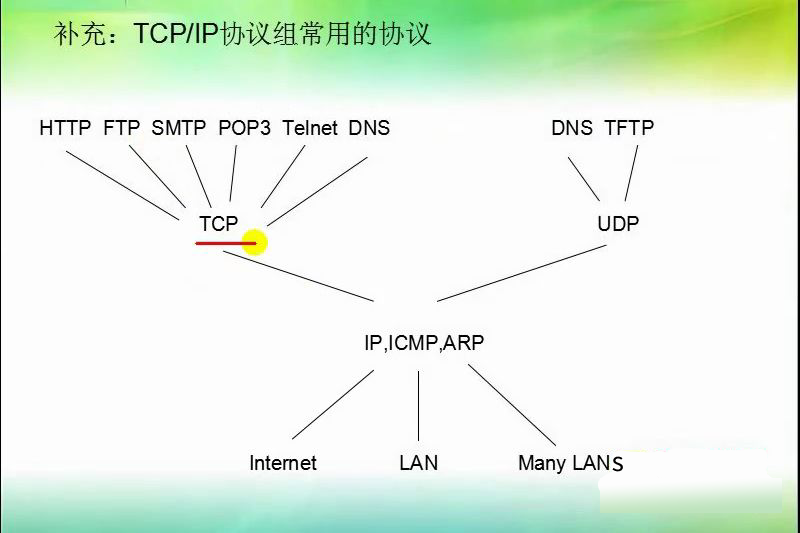 补充：TCP/IP协议组常用的协议
HTTP FTP SMTP POP3 Telnet DNS
DNS TFTP
TCP
UDP
IP,ICMP,ARP
Internet LAN Many LANs